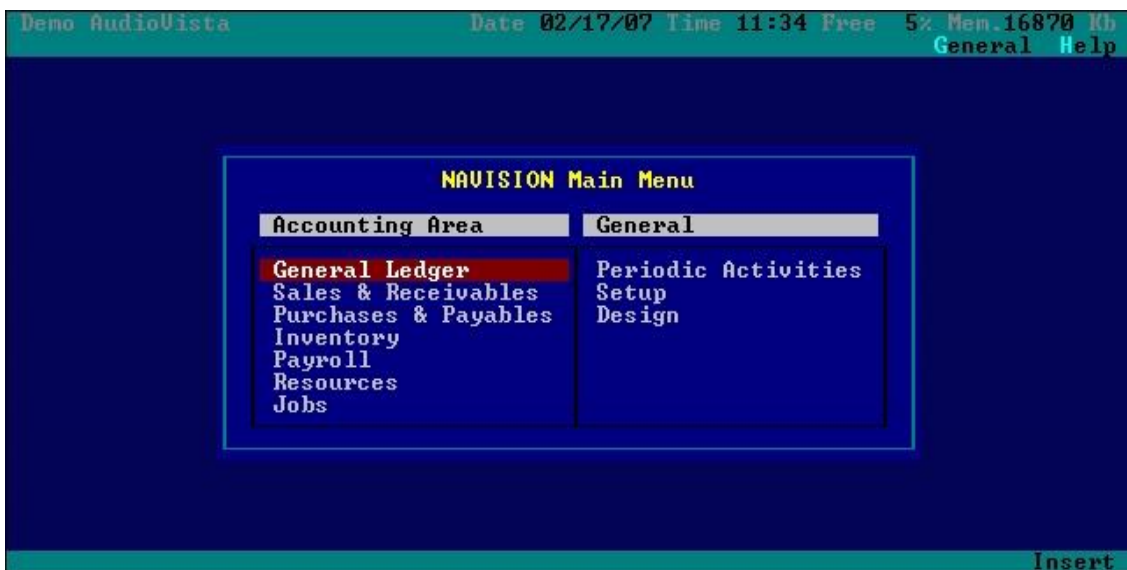 Demo AudioVista Date 02/17/07 Time 11:34 Free 5% Mem.16870 Kb
General Help
NAVISION Main Menu
Accounting Area General
General Ledger Periodic Activities
Sales & Receivables Setup
Purchases & Payables Design
Inventory
Payroll
Resources
Jobs
Insert